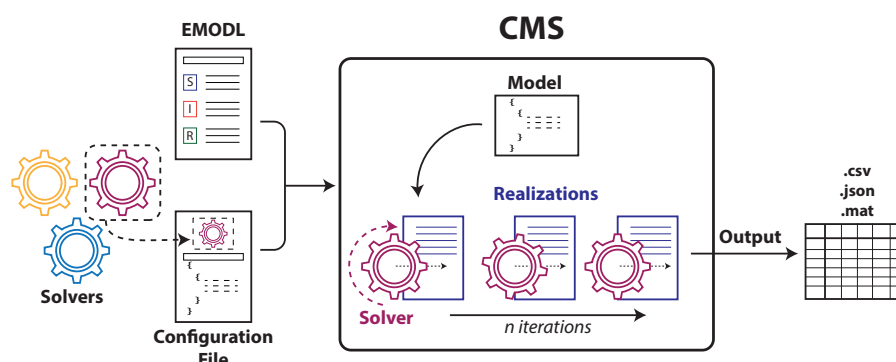 EMODL
CMS
S
I
R
Model
{
{
}
}
Realizations
.csv
.json
.mat
Output
Solvers
{
{
}
}
Solver
n iterations
Configuration
File